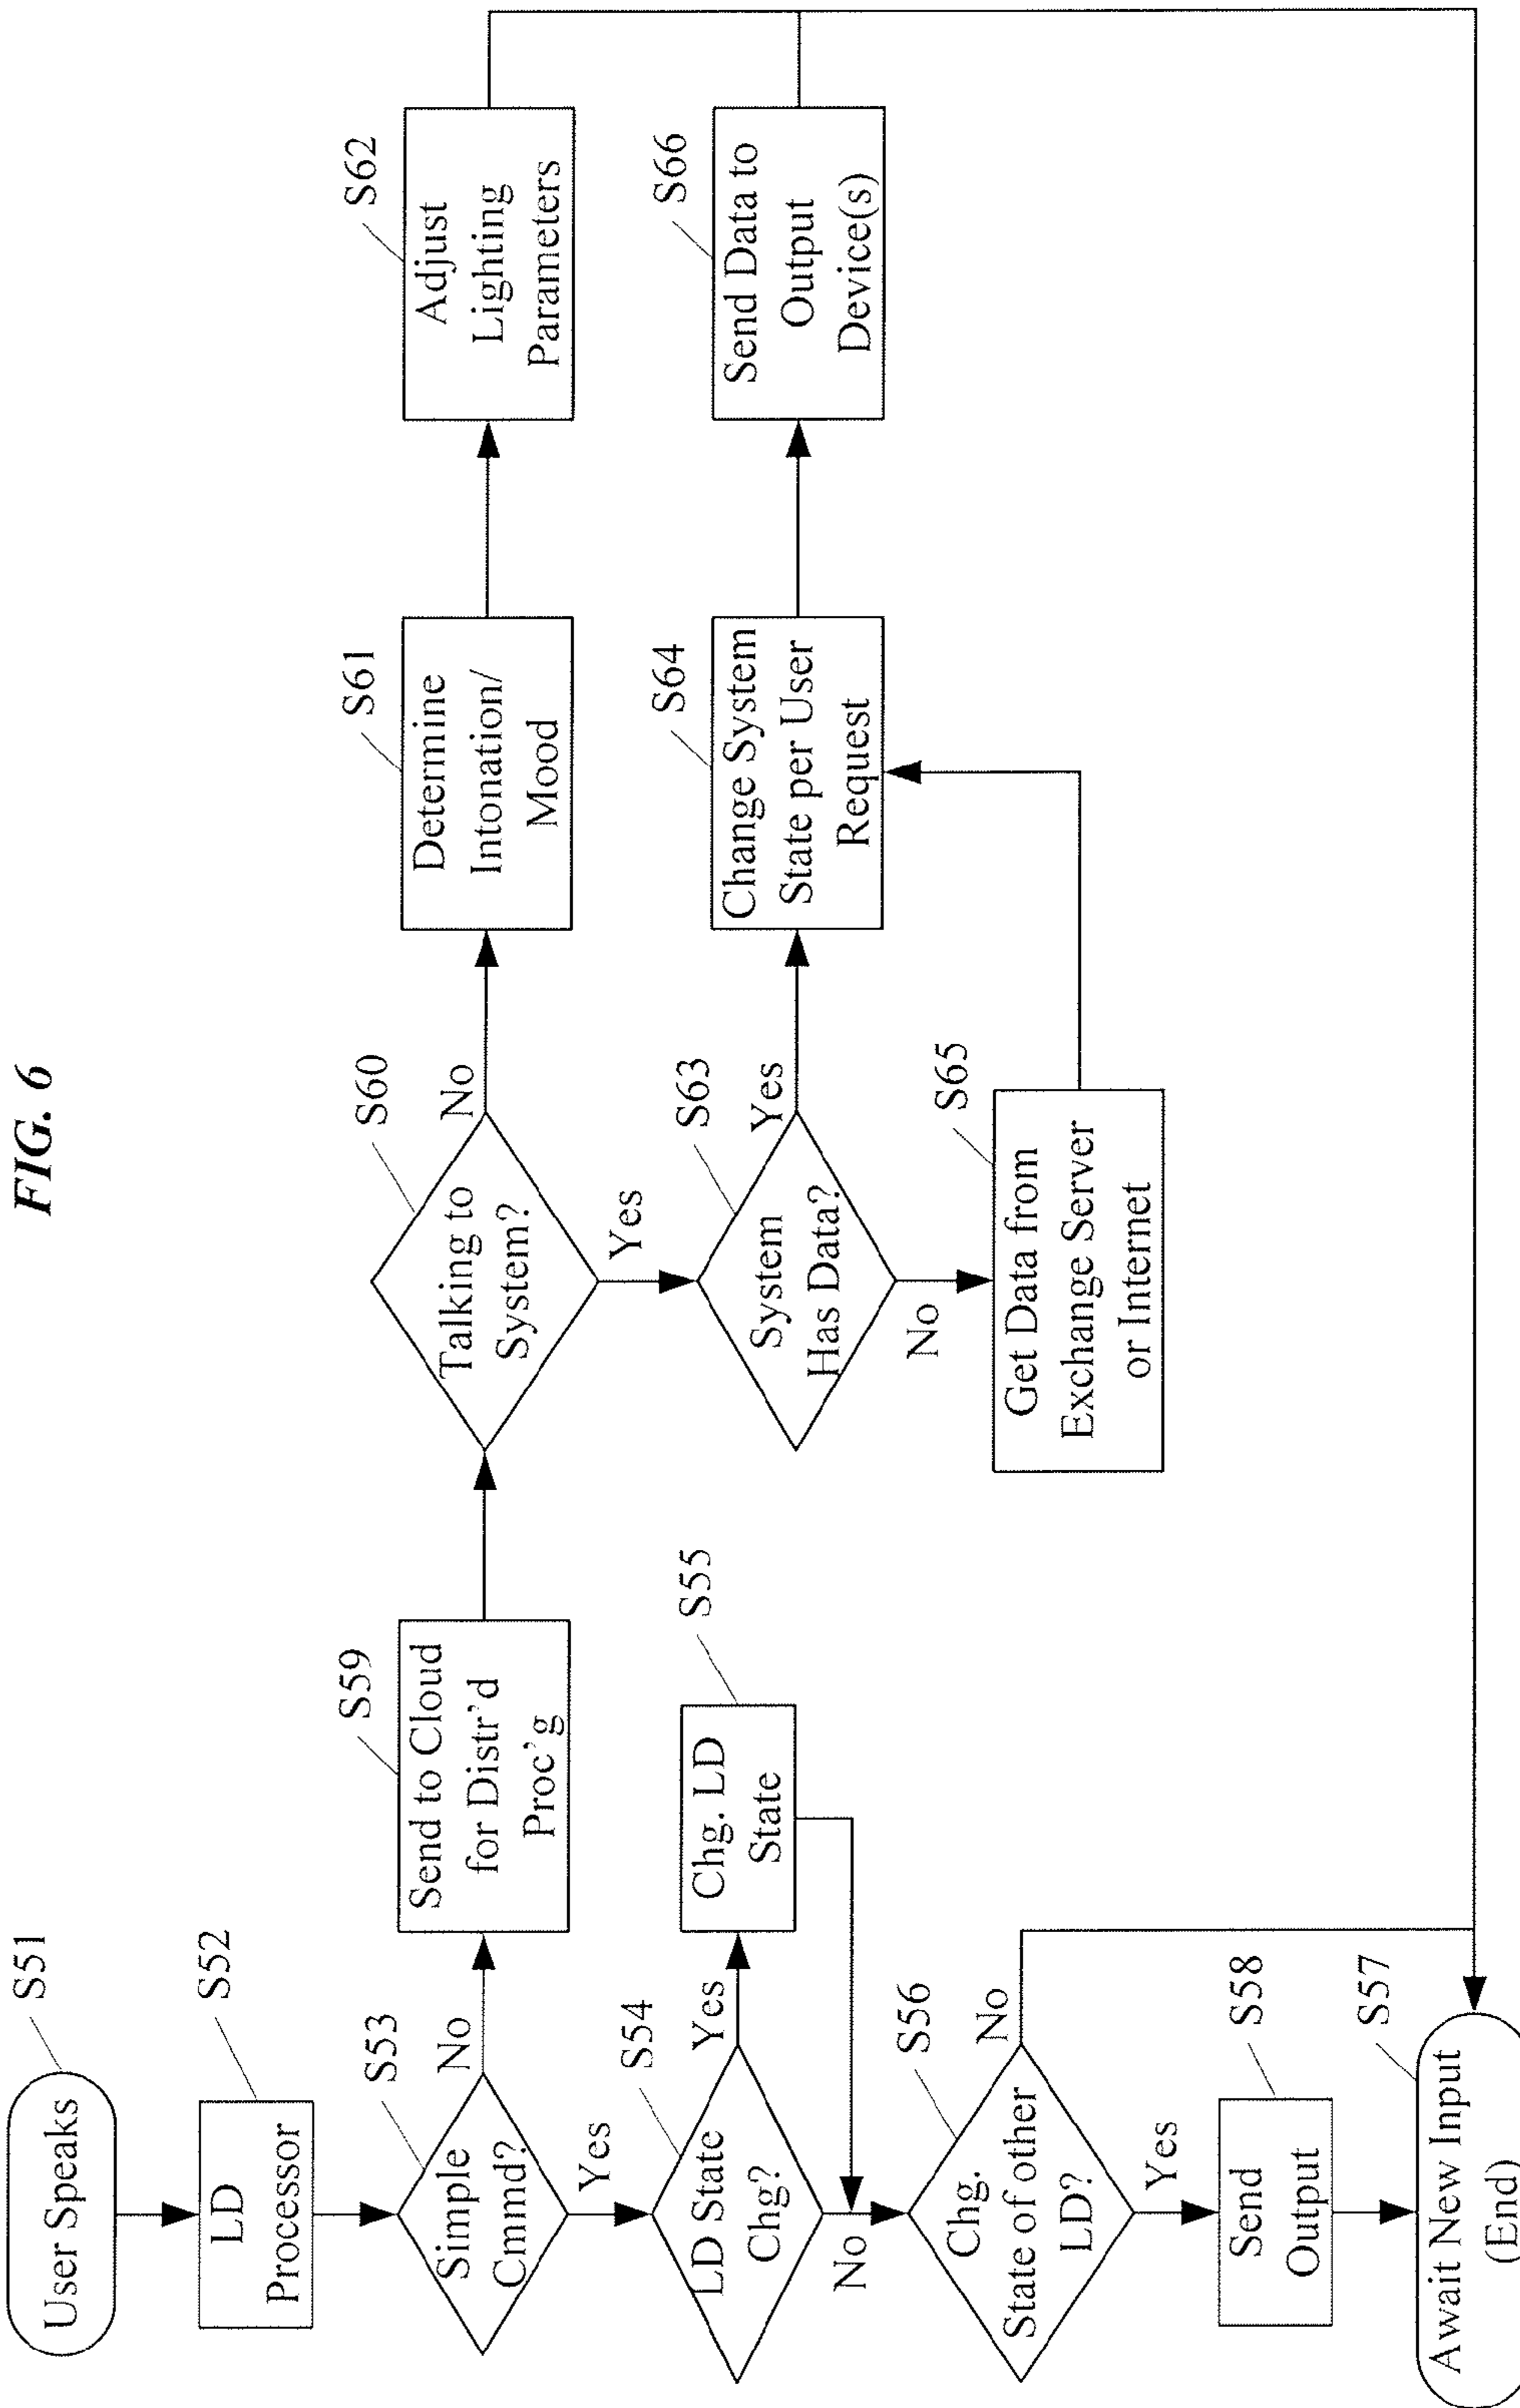 FIG. 6
S51
User Speaks
S52
LD
Processor
S53
Simple
Cmmd?
No
Yes
S59
Send to Cloud
for Distr'd
Proc'g
S60
Talking to
System?
No
Yes
S61
Determine
Intonation/
Mood
S62
Adjust
Lighting
Parameters
S54
LD State
Chg?
Yes
No
S55
Chg. LD
State
S63
System
Has Data?
Yes
No
S64
Change System
State per User
Request
S66
Send Data to
Output
Device(s)
S65
Get Data from
Exchange Server
or Internet
S56
Chg.
State of other
LD?
No
Yes
S58
Send
Output
S57
Await New Input
(End)